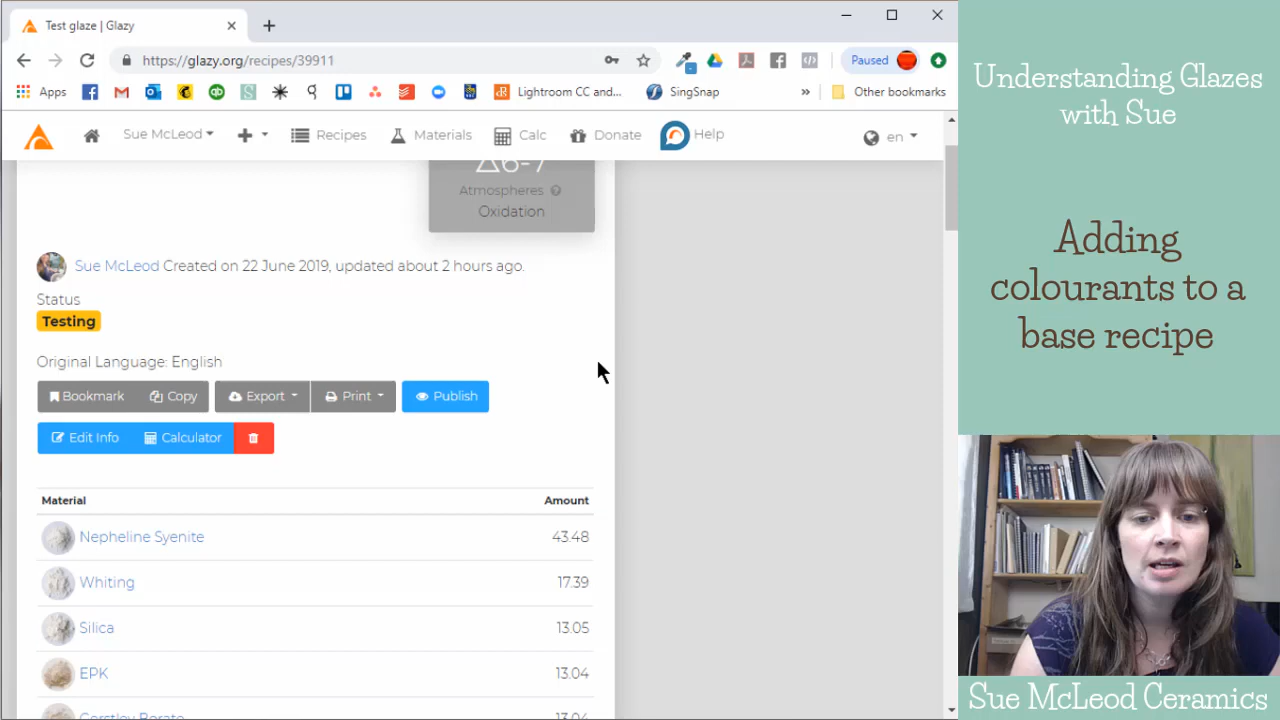 Test glaze | Glazy
https://glazy.org/recipes/39911
Paused
Apps
Lightroom CC and...
SingSnap
»
Other bookmarks
Sue McLeod
Recipes
Materials
Calc
Donate
Help
en
Δ6-7
Atmospheres
Oxidation
Sue McLeod Created on 22 June 2019, updated about 2 hours ago.
Status
Testing
Original Language: English
Bookmark Copy Export Print Publish
Edit Info Calculator
Material Amount
Nepheline Syenite 43.48
Whiting 17.39
Silica 13.05
EPK 13.04
Gerstley Borate 13.04
Understanding Glazes
with Sue
Adding
colourants to a
base recipe
Sue McLeod Ceramics